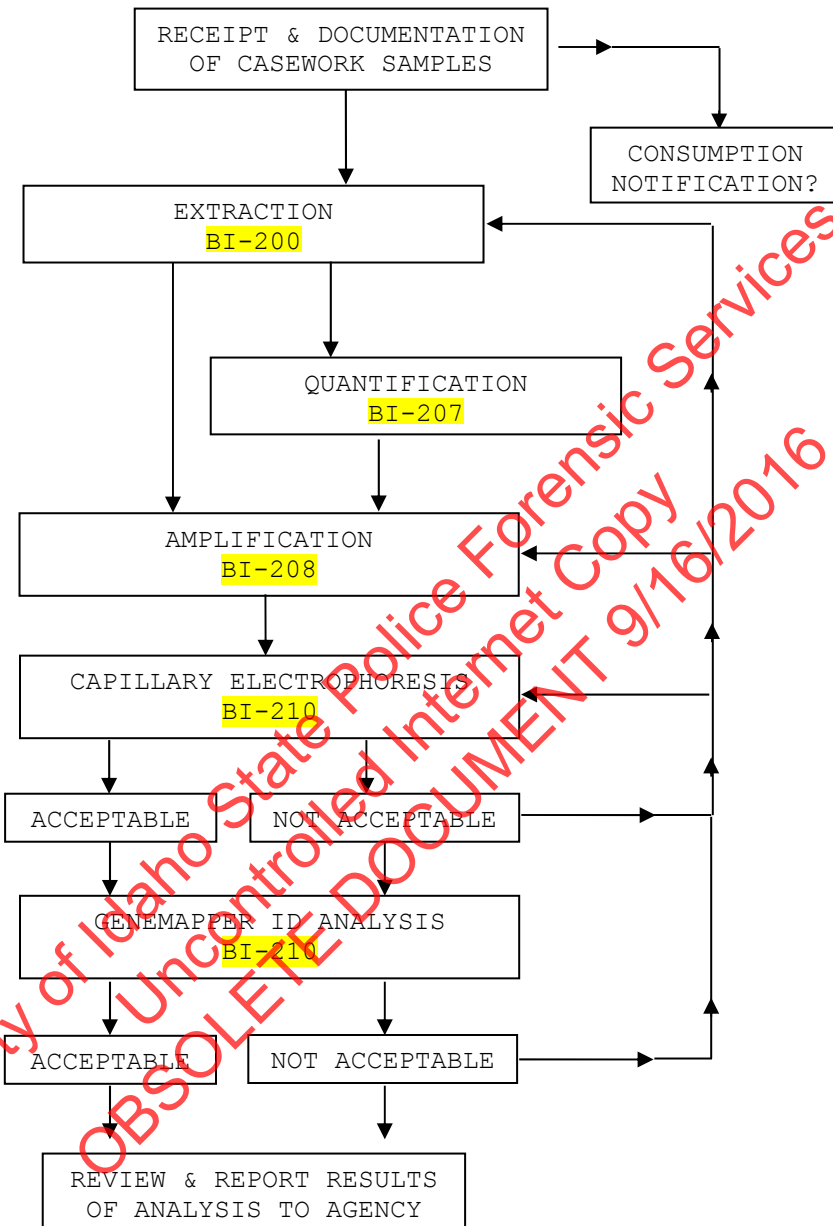 RECEIPT & DOCUMENTATION
OF CASEWORK SAMPLES
CONSUMPTION
NOTIFICATION?
EXTRACTION
BI-200
QUANTIFICATION
BI-207
AMPLIFICATION
BI-208
CAPILLARY ELECTROPHORESIS
BI-210
ACCEPTABLE
NOT ACCEPTABLE
GENEMAPPER ID ANALYSIS
BI-210
ACCEPTABLE
NOT ACCEPTABLE
REVIEW & REPORT RESULTS
OF ANALYSIS TO AGENCY
of Idaho State Police Forensic Services
Uncontrolled Internet Copy
OBSOLETE DOCUMENT 9/16/2016